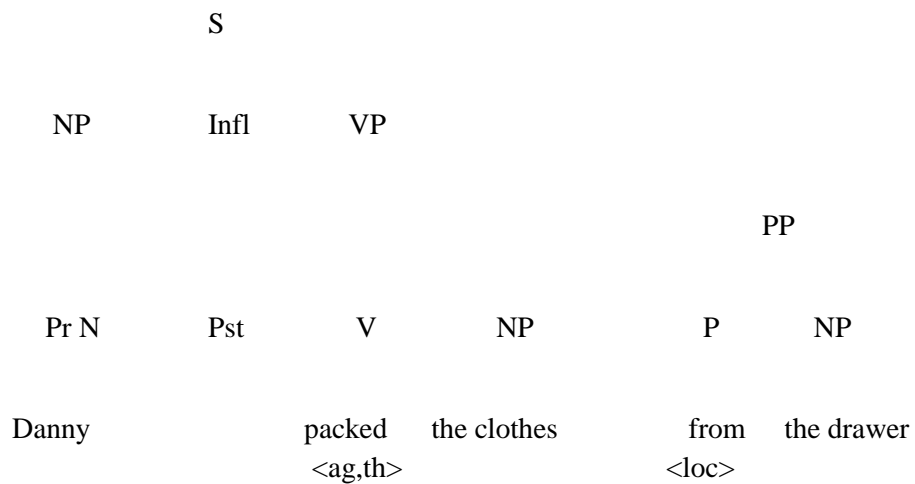 S
NP Infl VP
PP
Pr N Pst V NP P NP
Danny packed the clothes from the drawer
<ag,th> <loc>